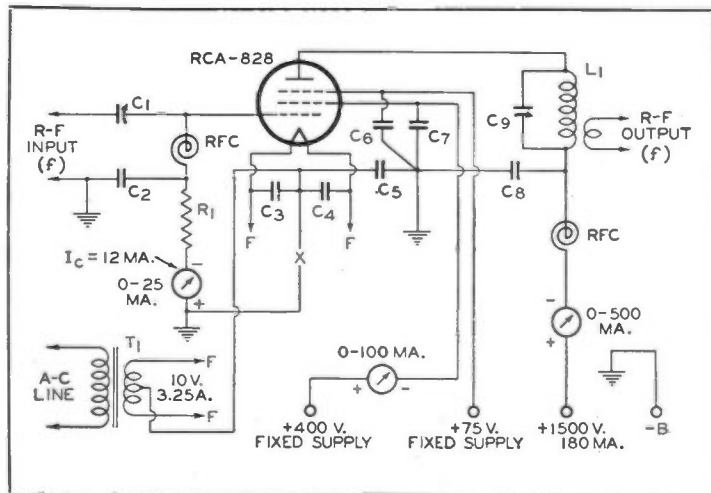 RCA-828
L1
C1
C9
R-F
INPUT
(f)
RFC
C6
C7
R-F
OUTPUT
(f)
C2
C5
C8
C3
C4
R1
F
F
X
RFC
Ic = 12 MA.
0-25
MA.
-
+
-
+
0-500
MA.
T1
F
0-100 MA.
A-C
LINE
10 V.
3.25A.
+
-
F
+400 V.
FIXED SUPPLY
+75 V.
FIXED SUPPLY
+1500 V.
180 MA.
-B